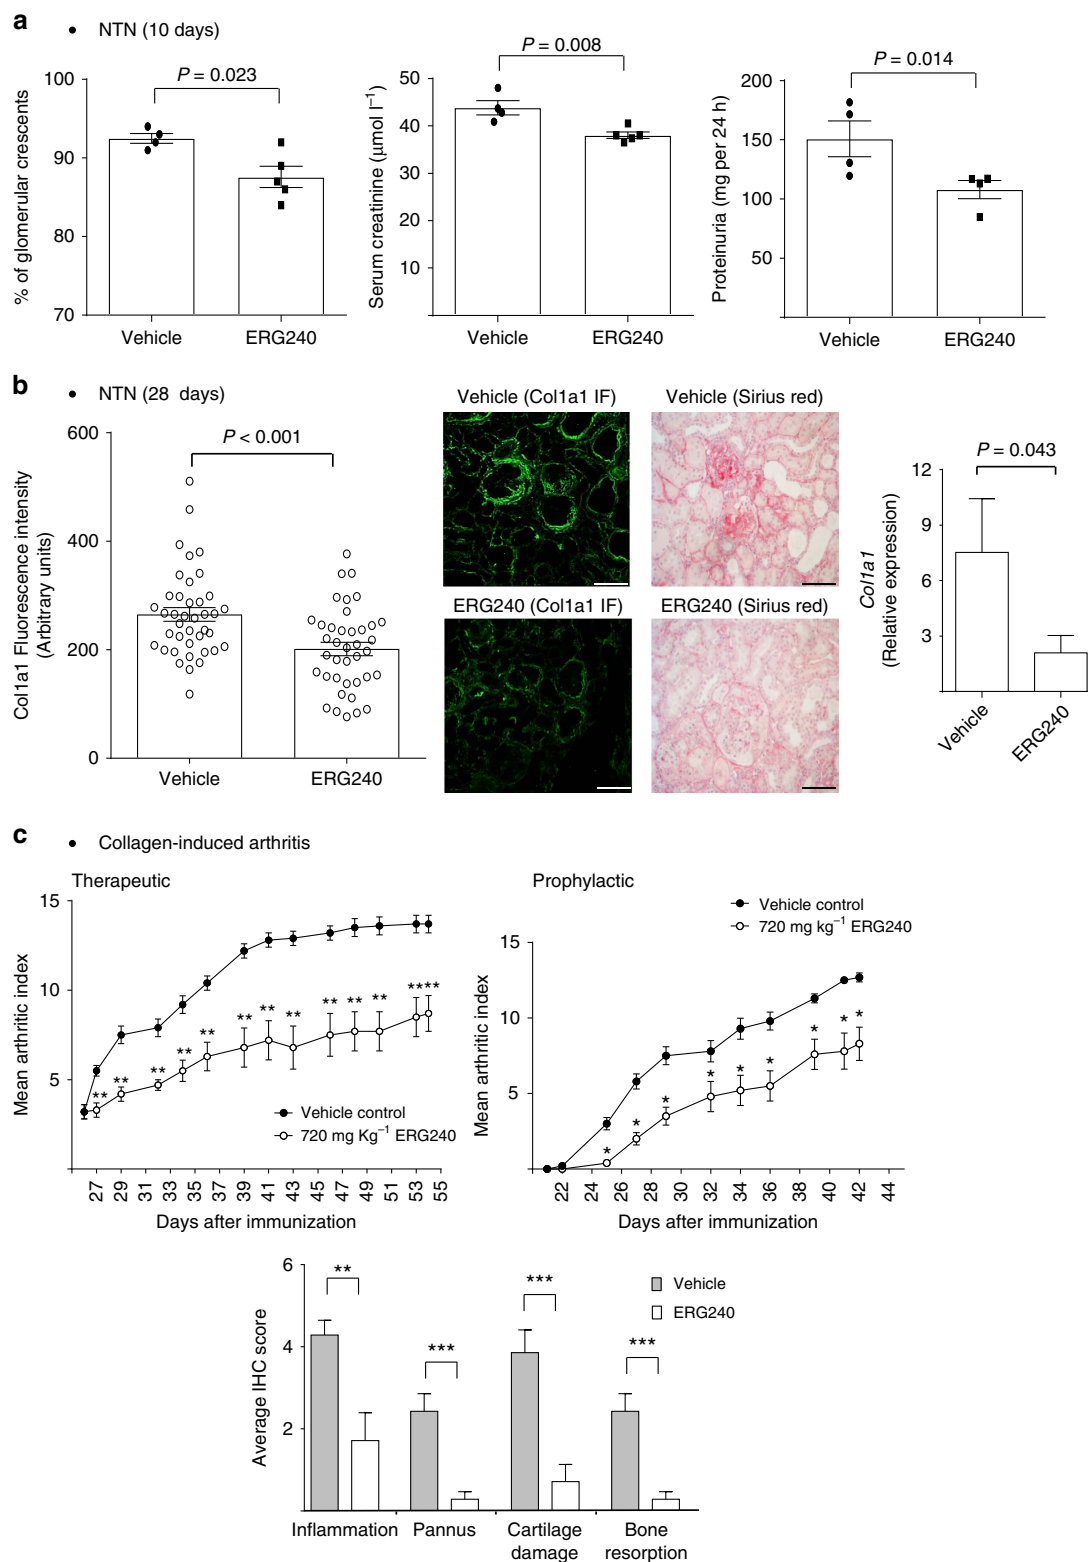 a
• NTN (10 days)
P = 0.023
% of glomerular crescents
100
90
80
70
Vehicle
ERG240
P = 0.008
Serum creatinine (µmol l⁻¹)
50
40
30
20
10
Vehicle
ERG240
P = 0.014
Proteinuria (mg per 24 h)
200
150
100
50
Vehicle
ERG240
b
• NTN (28 days)
P < 0.001
Col1a1 Fluorescence intensity
(Arbitrary units)
600
400
200
0
Vehicle
ERG240
Vehicle (Col1a1 IF)
Vehicle (Sirius red)
ERG240 (Col1a1 IF)
ERG240 (Sirius red)
P = 0.043
Col1a1
(Relative expression)
12
9
6
3
Vehicle
ERG240
c
• Collagen-induced arthritis
Therapeutic
Mean arthritic index
15
10
5
** ** ** ** ** ** ** ** ** ** ** ****
Vehicle control
720 mg Kg⁻¹ ERG240
27 29 31 33 35 37 39 41 43 45 47 49 51 53 55
Days after immunization
Prophylactic
Vehicle control
720 mg kg⁻¹ ERG240
Mean arthritic index
15
10
5
* * * * * * * * *
22 24 26 28 30 32 34 36 38 40 42 44
Days after immunization
Average IHC score
6
4
2
**
***
***
***
Vehicle
ERG240
Inflammation
Pannus
Cartilage
damage
Bone
resorption